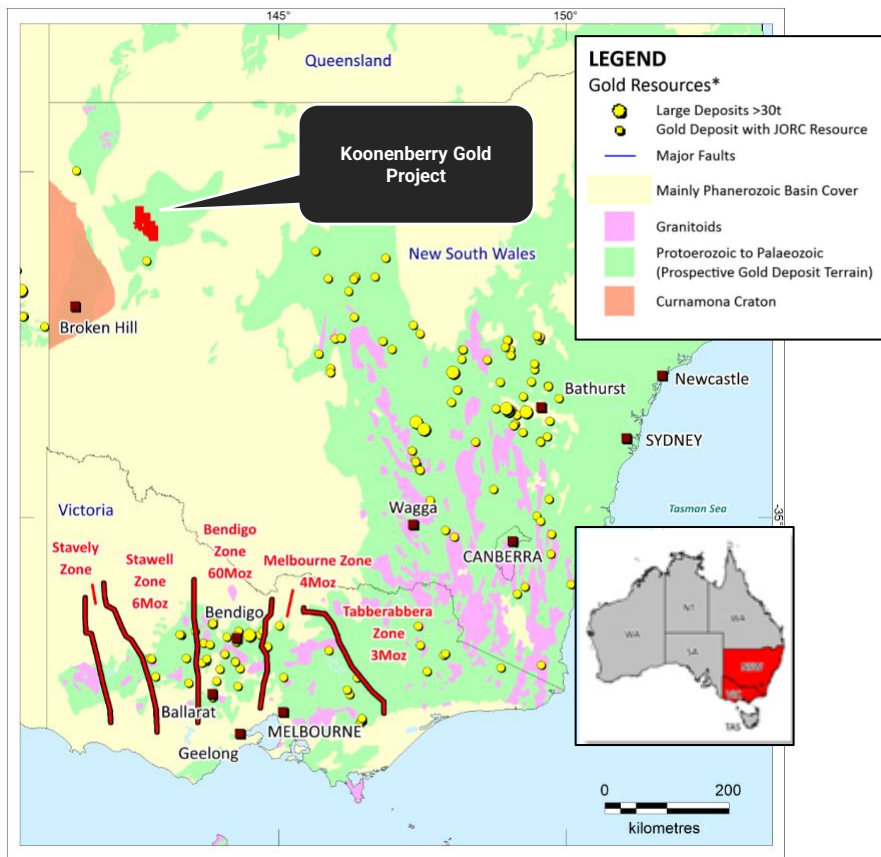 145°
150°
Queensland
Koonenberry Gold
Project
New South Wales
Broken Hill
Bathurst
Newcastle
SYDNEY
Wagga
CANBERRA
Tasman Sea
-35°
Victoria
Stavely
Zone
Stawell
Zone
6Moz
Bendigo
Zone
60Moz
Melbourne Zone
4Moz
Tabberabbera
Zone
3Moz
Bendigo
Ballarat
Geelong
MELBOURNE
LEGEND
Gold Resources*
Large Deposits >30t
Gold Deposit with JORC Resource
Major Faults
Mainly Phanerozoic Basin Cover
Granitoids
Protoerozoic to Palaeozoic
(Prospective Gold Deposit Terrain)
Curnamona Craton
WA
NT
WA
SA
NSW
VIC
TAS
0 200
kilometres